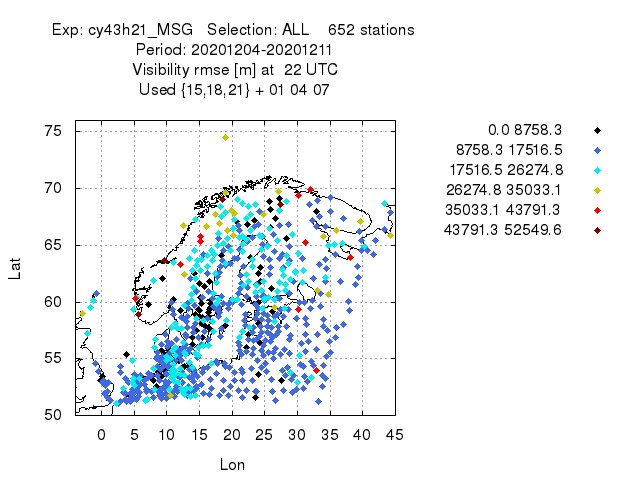 Exp: cy43h21_MSG   Selection: ALL    652 stations
Period: 20201204-20201211
Visibility rmse [m] at  22 UTC
Used {15,18,21} + 01 04 07
0.0 8758.3
8758.3 17516.5
17516.5 26274.8
26274.8 35033.1
35033.1 43791.3
43791.3 52549.6
75
70
65
60
55
50
Lat
0 5 10 15 20 25 30 35 40 45
Lon